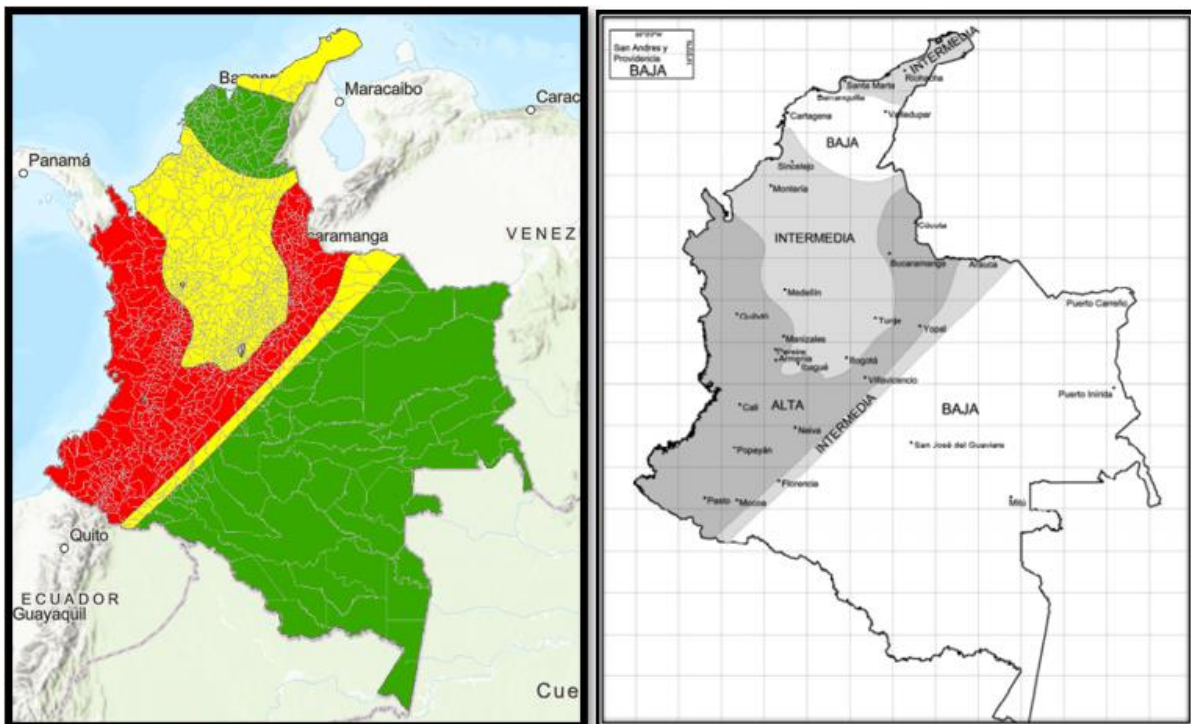 Barran
Maracaibo
Carac
Panamá
caramanga
VENEZ
Quito
ECUADOR
Guayaquil
Cue
San Andres y
Providencia
BAJA
INTERMEDIA
Riohacha
Santa Marta
Barranquilla
Cartagena
Valledupar
BAJA
Sincelejo
Montería
Cúcuta
INTERMEDIA
Bucaramanga
Arauca
Medellín
Puerto Carreño
Quibdó
Tunja
Yopal
Manizales
Pereira
Armenia
Ibagué
Bogotá
Villavicencio
Puerto Inírida
Cali
ALTA
BAJA
INTERMEDIA
Neiva
San José del Guaviare
Popayán
Florencia
Pasto
Mocoa
Mitú